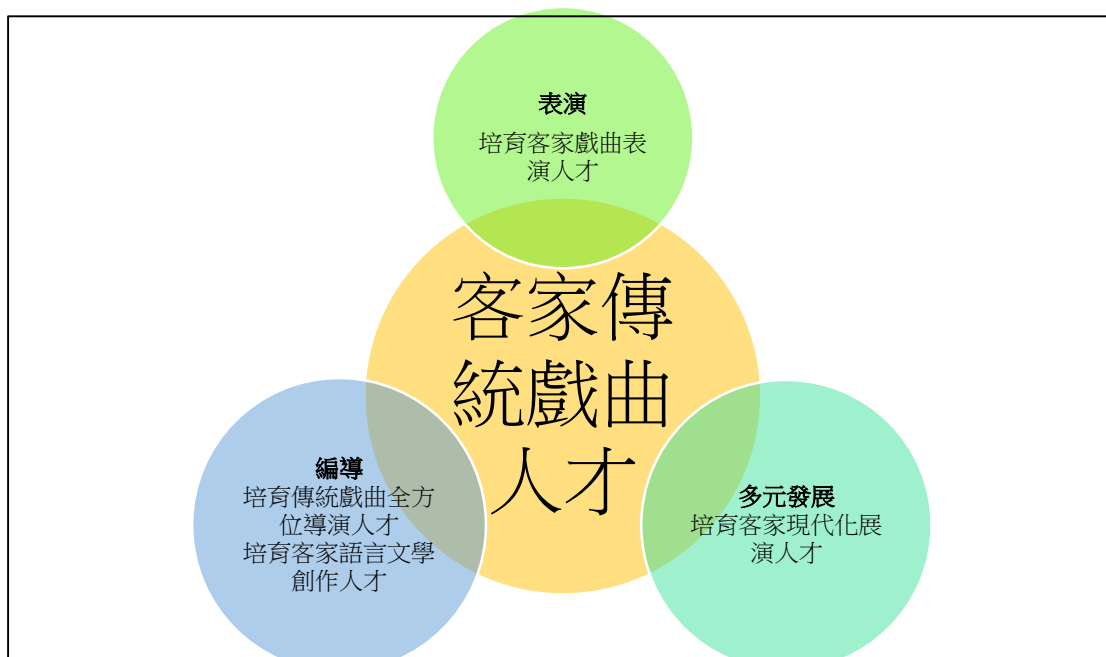 表演
培育客家戲曲表
演人才
客家傳
統戲曲
人才
編導
培育傳統戲曲全方
位導演人才
培育客家語言文學
創作人才
多元發展
培育客家現代化展
演人才